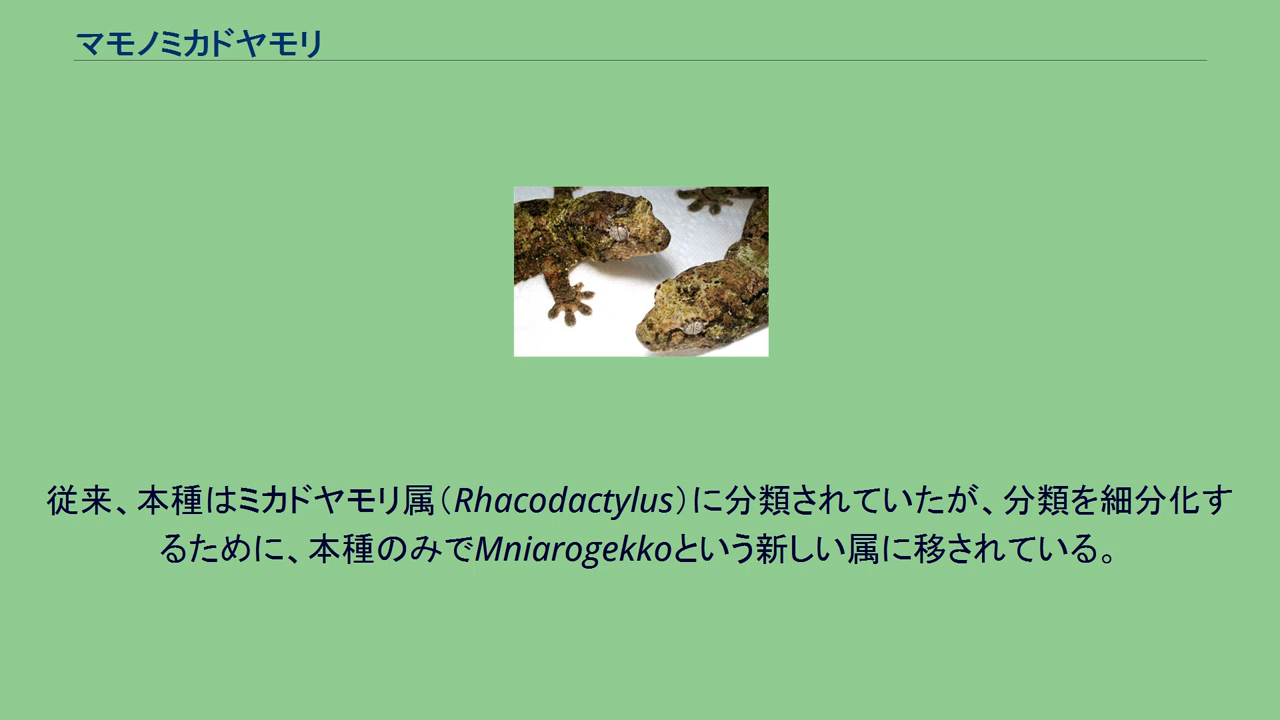 マモノミカドヤモリ
従来、本種はミカドヤモリ属（Rhacodactylus）に分類されていたが、分類を細分化す
るために、本種のみでMniarogekkoという新しい属に移されている。